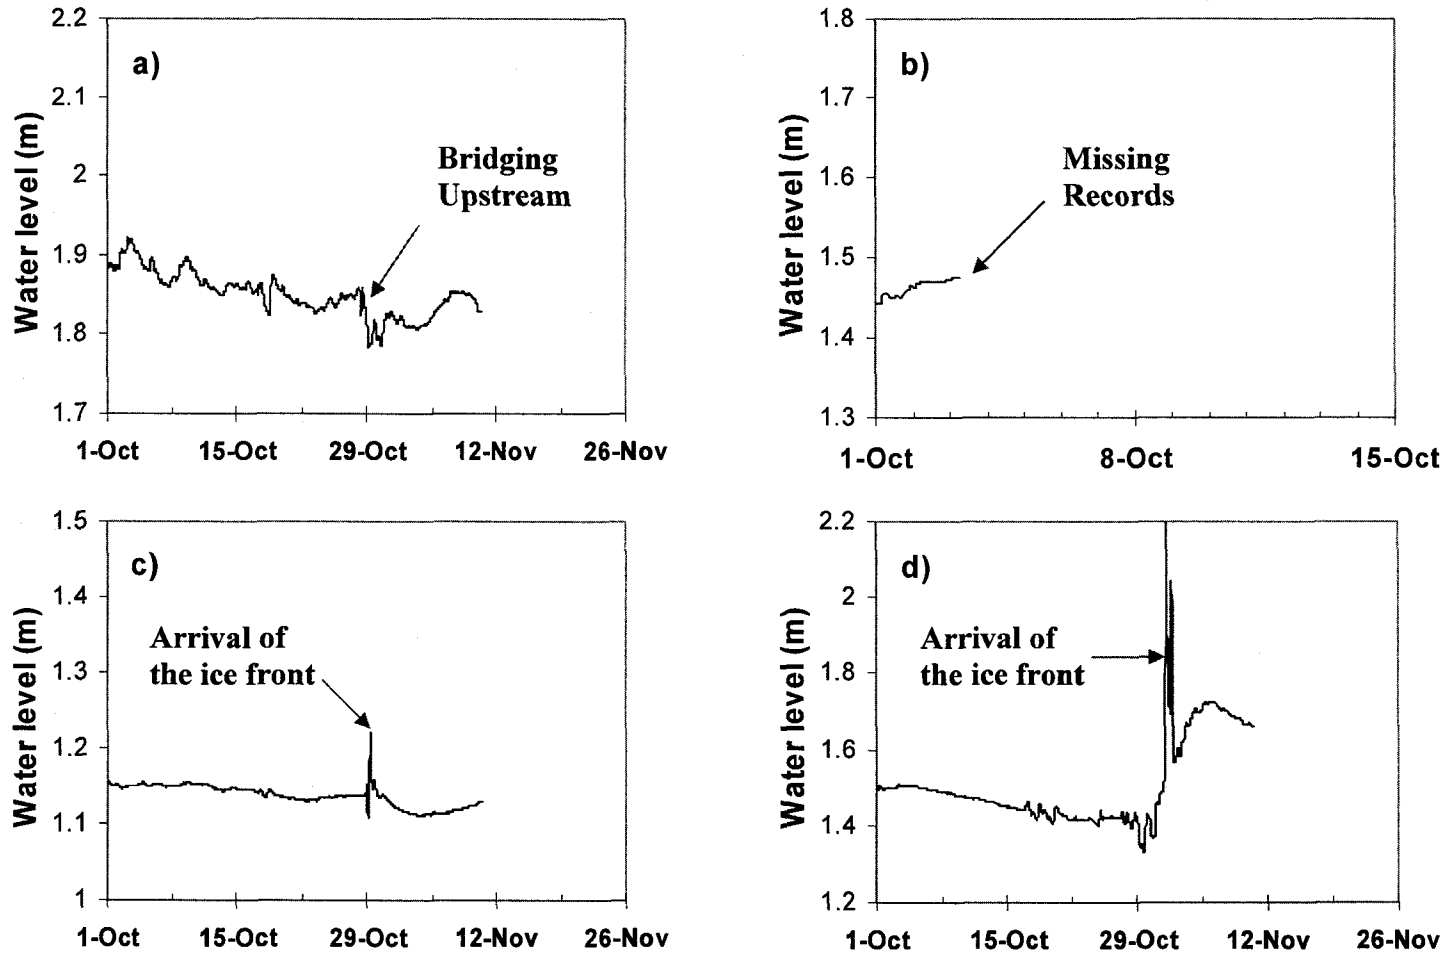 a)
Water level (m)
2.2
2.1
2
1.9
1.8
1.7
Bridging
Upstream
1-Oct 15-Oct 29-Oct 12-Nov 26-Nov
b)
Water level (m)
1.8
1.7
1.6
1.5
1.4
1.3
Missing
Records
1-Oct 8-Oct 15-Oct
c)
Water level (m)
1.5
1.4
1.3
1.2
1.1
1
Arrival of
the ice front
1-Oct 15-Oct 29-Oct 12-Nov 26-Nov
d)
Water level (m)
2.2
2
1.8
1.6
1.4
1.2
Arrival of
the ice front
1-Oct 15-Oct 29-Oct 12-Nov 26-Nov